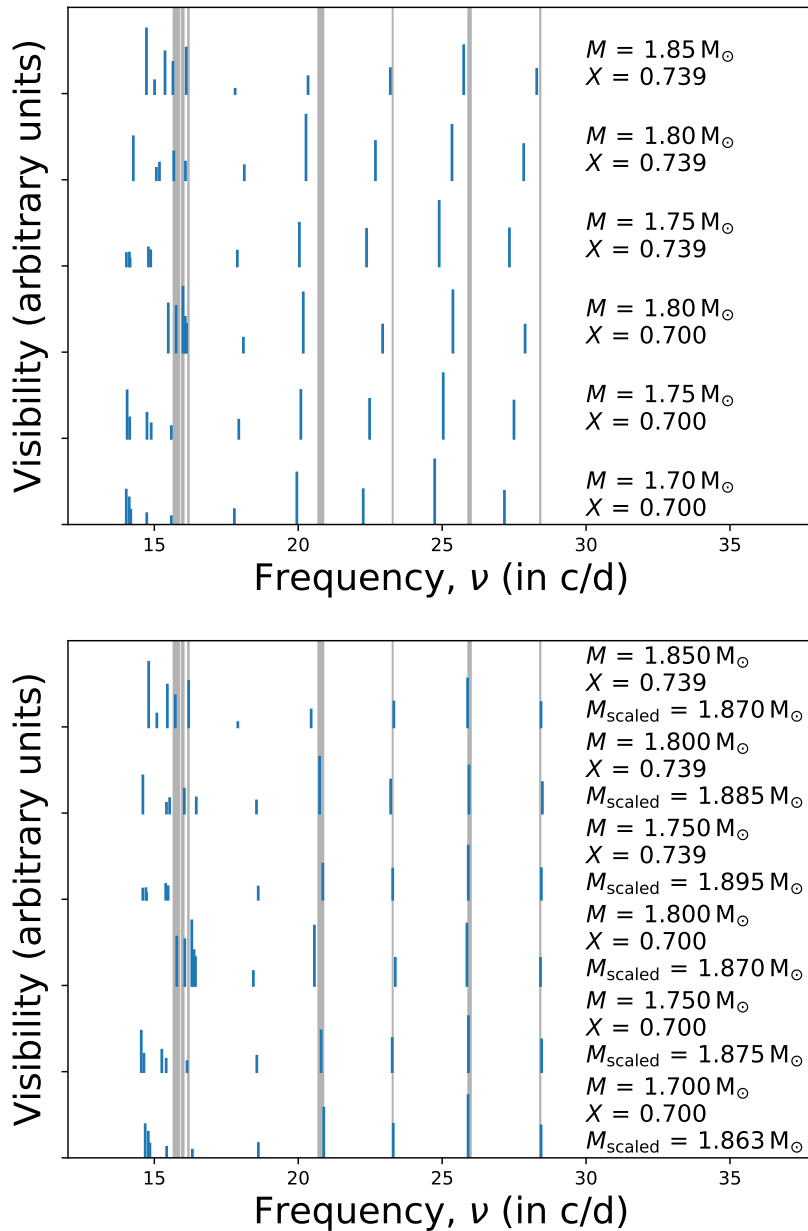 Visibility (arbitrary units)
M = 1.85 M⊙
X = 0.739
M = 1.80 M⊙
X = 0.739
M = 1.75 M⊙
X = 0.739
M = 1.80 M⊙
X = 0.700
M = 1.75 M⊙
X = 0.700
M = 1.70 M⊙
X = 0.700
15 20 25 30 35
Frequency, ν (in c/d)
Visibility (arbitrary units)
M = 1.850 M⊙
X = 0.739
Mscaled = 1.870 M⊙
M = 1.800 M⊙
X = 0.739
Mscaled = 1.885 M⊙
M = 1.750 M⊙
X = 0.739
Mscaled = 1.895 M⊙
M = 1.800 M⊙
X = 0.700
Mscaled = 1.870 M⊙
M = 1.750 M⊙
X = 0.700
Mscaled = 1.875 M⊙
M = 1.700 M⊙
X = 0.700
Mscaled = 1.863 M⊙
15 20 25 30 35
Frequency, ν (in c/d)